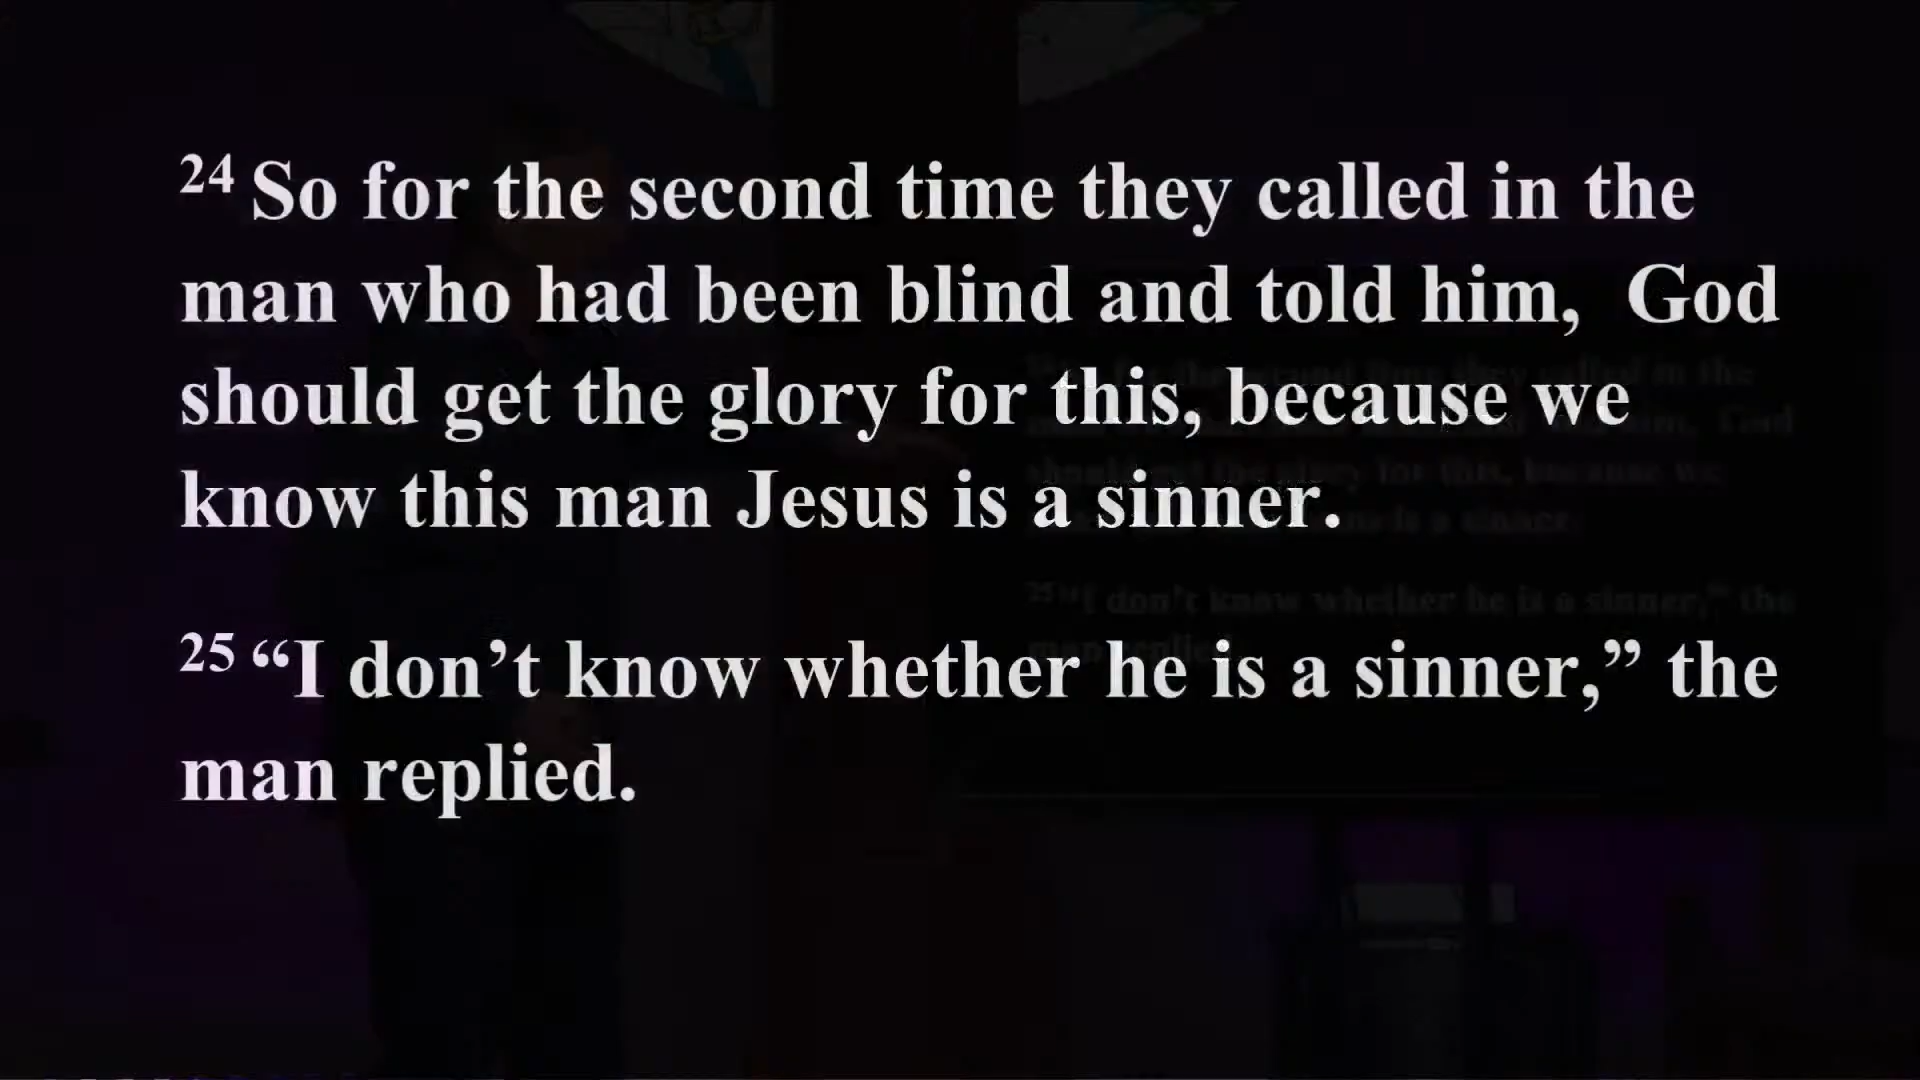 24 So for the second time they called in the
man who had been blind and told him,  God
should get the glory for this, because we
know this man Jesus is a sinner.
25 “I don’t know whether he is a sinner,” the
man replied.